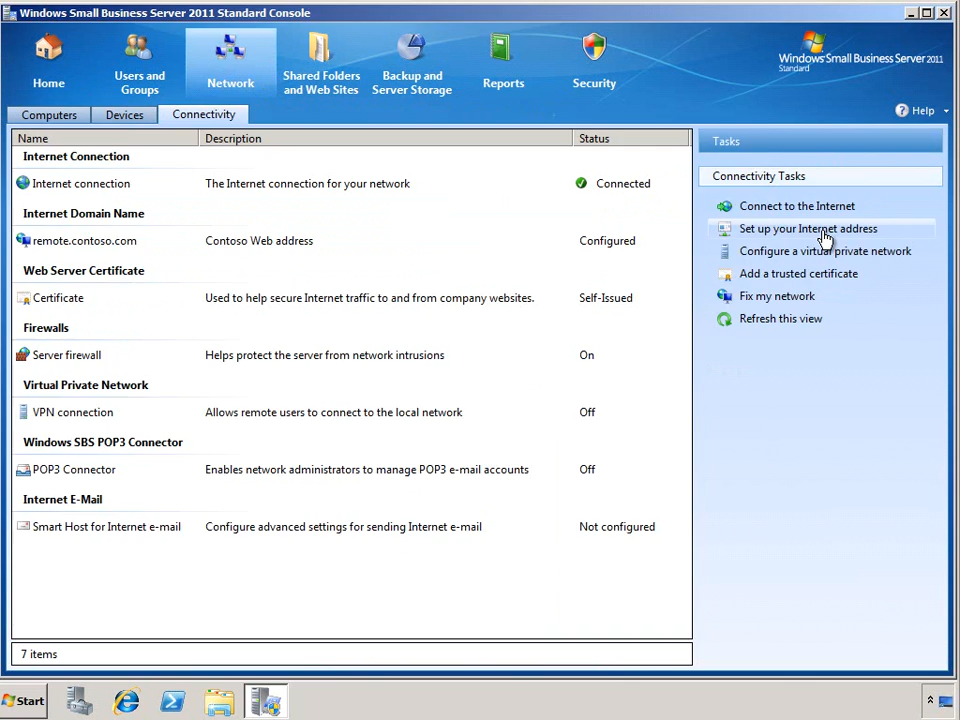 Windows Small Business Server 2011 Standard Console
Home
Users and Groups
Network
Shared Folders and Web Sites
Backup and Server Storage
Reports
Security
Windows Small Business Server 2011
Standard
Computers
Devices
Connectivity
Help
Name Description Status
Internet Connection
Internet connection The Internet connection for your network Connected
Internet Domain Name
remote.contoso.com Contoso Web address Configured
Web Server Certificate
Certificate Used to help secure Internet traffic to and from company websites. Self-Issued
Firewalls
Server firewall Helps protect the server from network intrusions On
Virtual Private Network
VPN connection Allows remote users to connect to the local network Off
Windows SBS POP3 Connector
POP3 Connector Enables network administrators to manage POP3 e-mail accounts Off
Internet E-Mail
Smart Host for Internet e-mail Configure advanced settings for sending Internet e-mail Not configured
7 items
Tasks
Connectivity Tasks
Connect to the Internet
Set up your Internet address
Configure a virtual private network
Add a trusted certificate
Fix my network
Refresh this view
Start